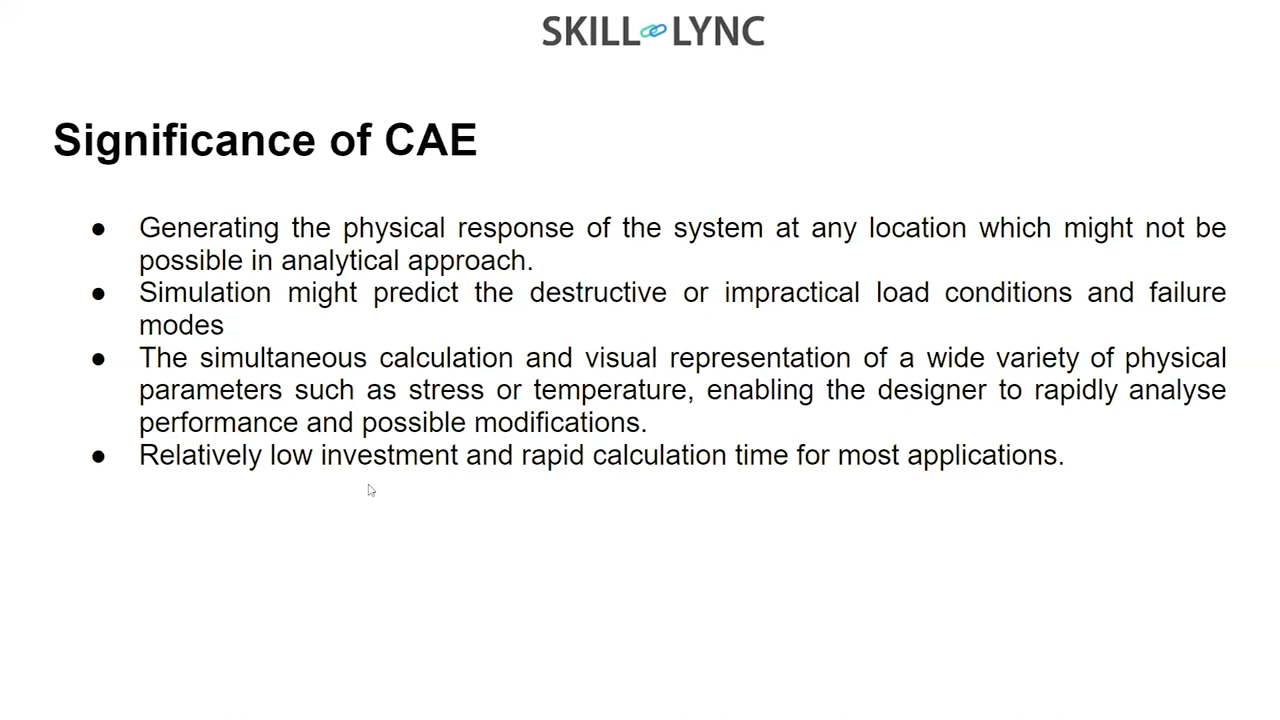 SKILL LYNC
Significance of CAE
● Generating the physical response of the system at any location which might not be
possible in analytical approach.
● Simulation might predict the destructive or impractical load conditions and failure
modes
● The simultaneous calculation and visual representation of a wide variety of physical
parameters such as stress or temperature, enabling the designer to rapidly analyse
performance and possible modifications.
● Relatively low investment and rapid calculation time for most applications.